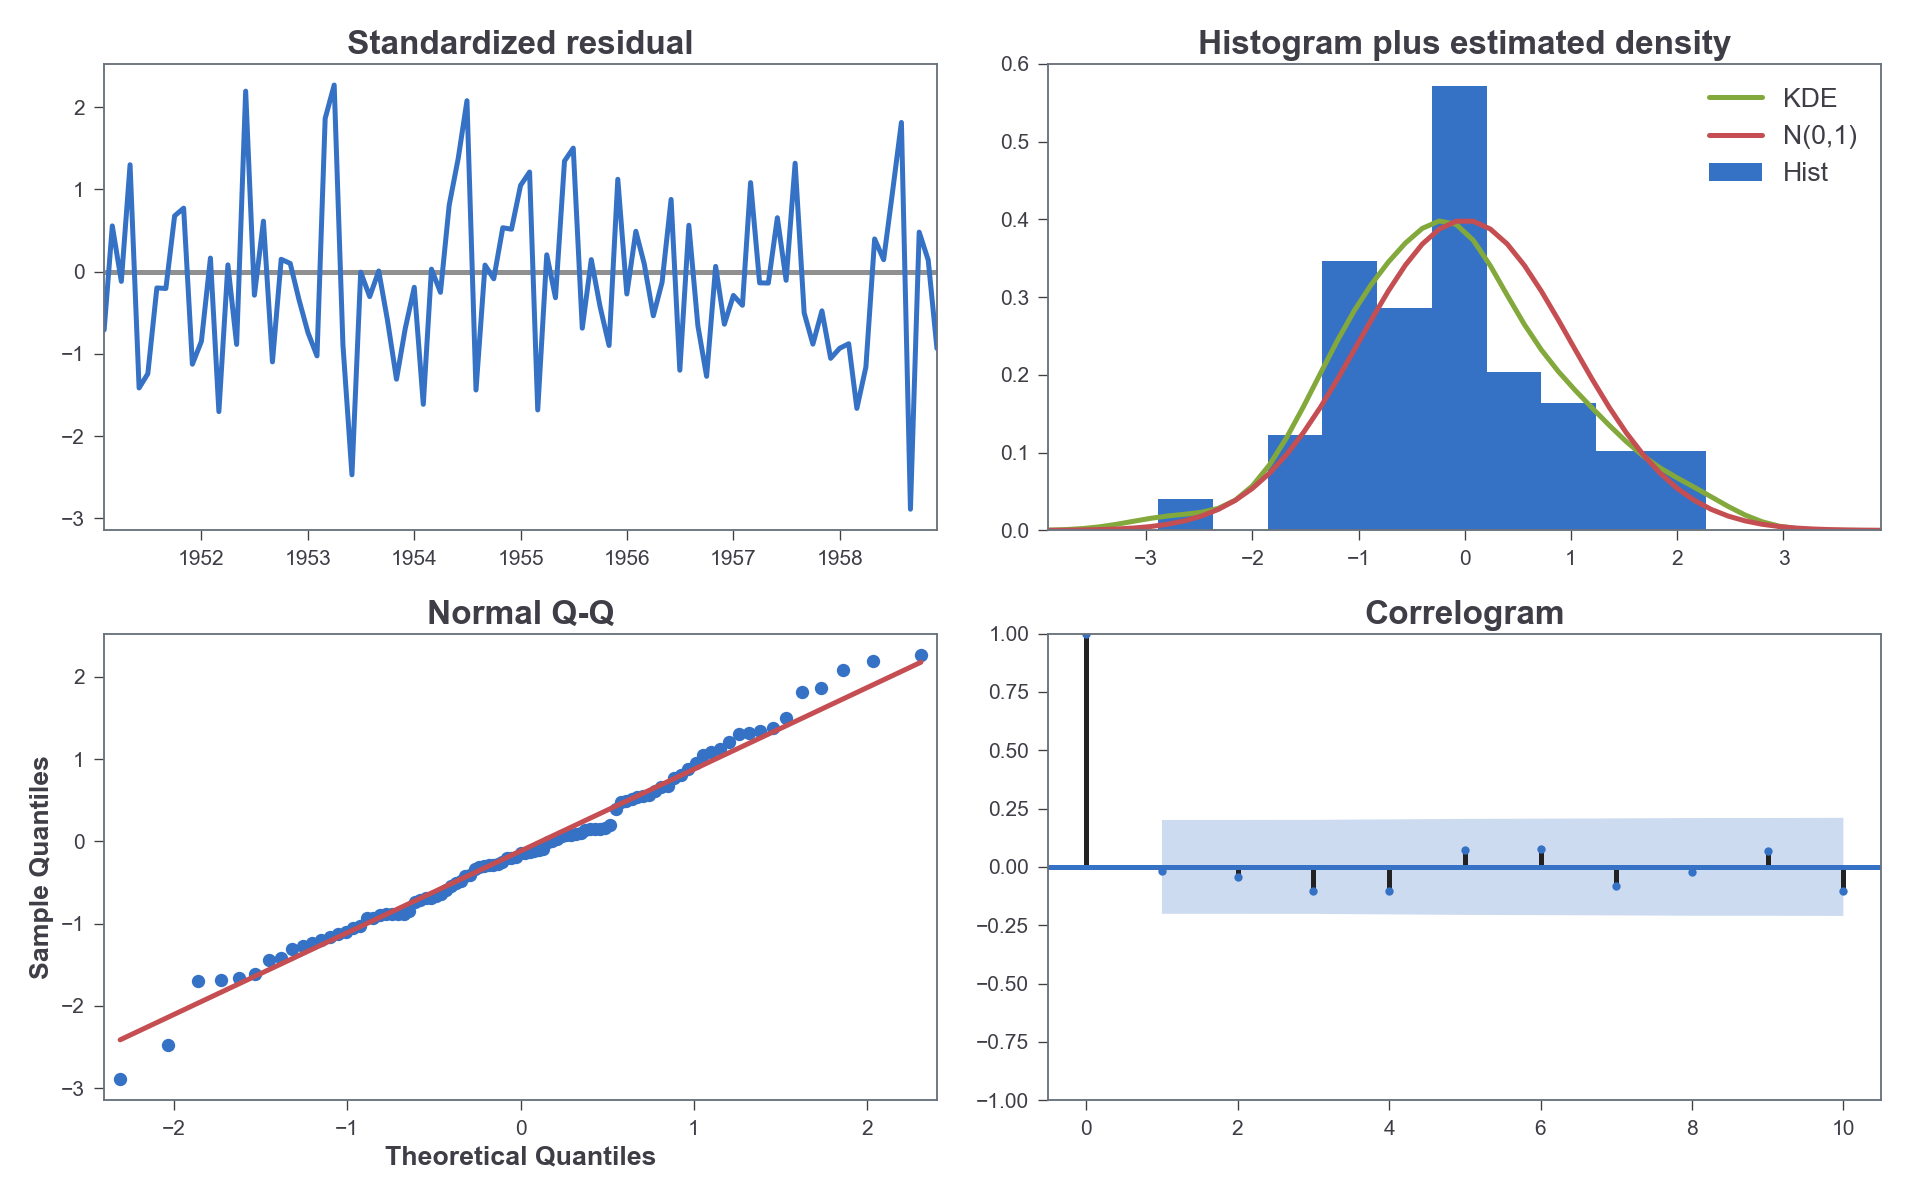 Standardized residual
2
1
0
−1
−2
−3
1952 1953 1954 1955 1956 1957 1958
Histogram plus estimated density
0.6
0.5
0.4
0.3
0.2
0.1
0.0
KDE
N(0,1)
Hist
−3 −2 −1 0 1 2 3
Normal Q-Q
Sample Quantiles
2
1
0
−1
−2
−3
−2 −1 0 1 2
Theoretical Quantiles
Correlogram
1.00
0.75
0.50
0.25
0.00
−0.25
−0.50
−0.75
−1.00
0 2 4 6 8 10